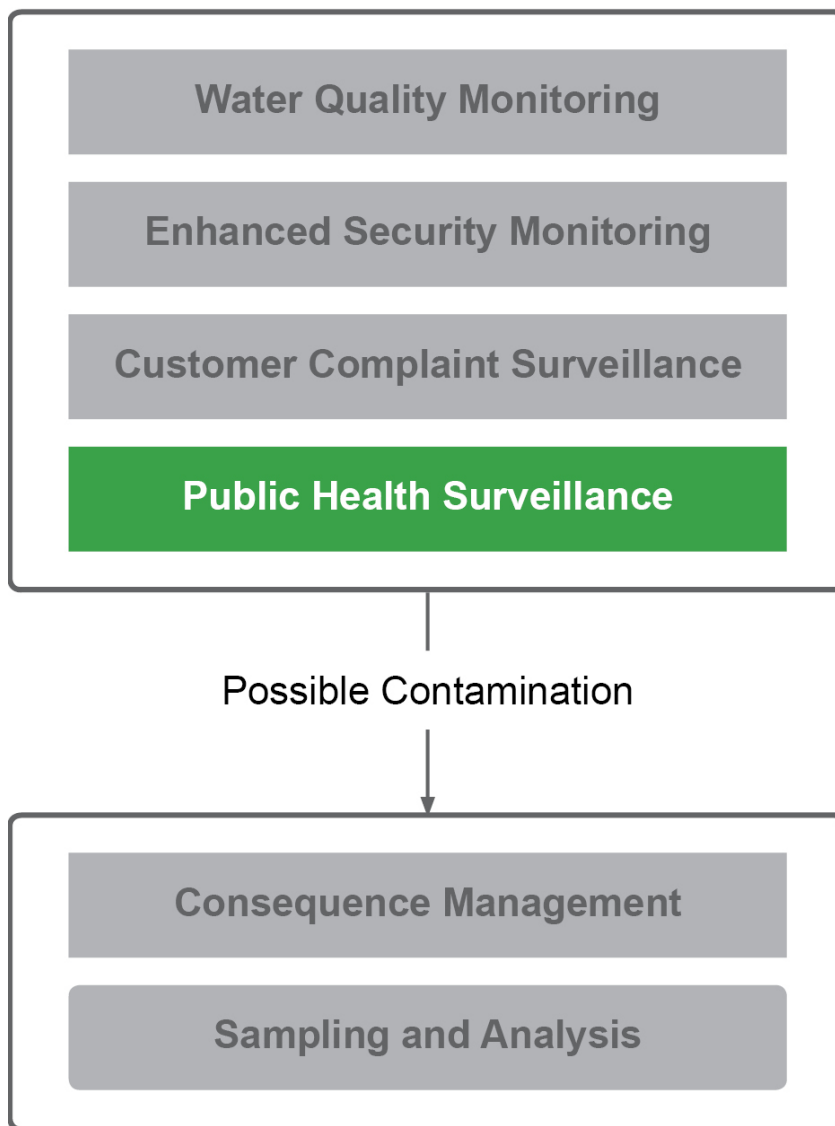 Water Quality Monitoring
Enhanced Security Monitoring
Customer Complaint Surveillance
Public Health Surveillance
Possible Contamination
Consequence Management
Sampling and Analysis